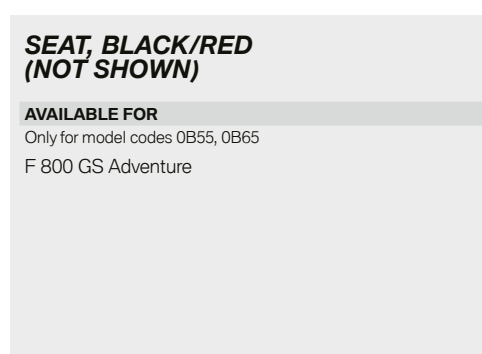 SEAT, BLACK/RED
(NOT SHOWN)
AVAILABLE FOR
Only for model codes 0B55, 0B65
F 800 GS Adventure